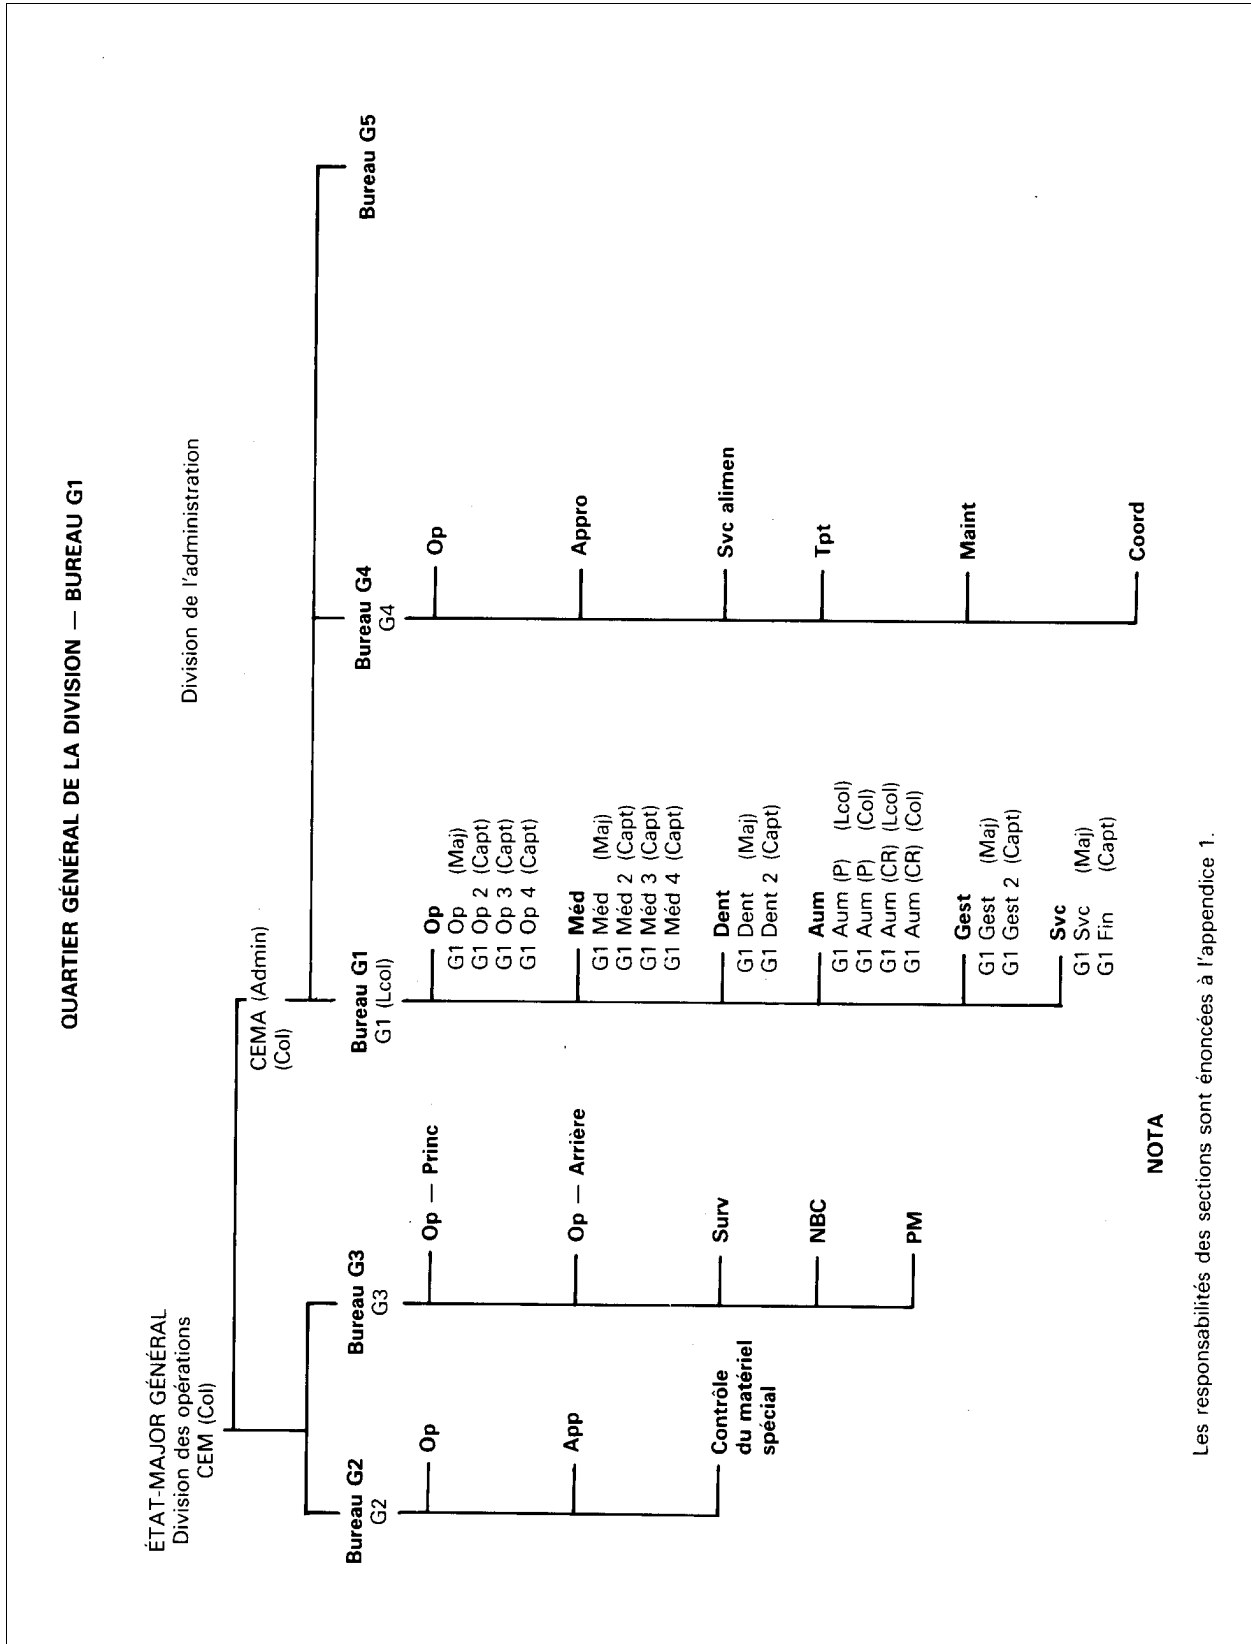 QUARTIER GÉNÉRAL DE LA DIVISION — BUREAU G1
ÉTAT-MAJOR GÉNÉRAL
Division des opérations
CEM (Col)
Division de l'administration
CEMA (Admin)
(Col)
Bureau G2
G2
Op
App
Contrôle
du matériel
spécial
Bureau G3
G3
Op — Princ
Op — Arrière
Surv
NBC
PM
Bureau G1
G1 (Lcol)
Op
G1 Op (Maj)
G1 Op 2 (Capt)
G1 Op 3 (Capt)
G1 Op 4 (Capt)
Méd
G1 Méd (Maj)
G1 Méd 2 (Capt)
G1 Méd 3 (Capt)
G1 Méd 4 (Capt)
Dent
G1 Dent (Maj)
G1 Dent 2 (Capt)
Aum
G1 Aum (P) (Lcol)
G1 Aum (P) (Col)
G1 Aum (CR) (Lcol)
G1 Aum (CR) (Col)
Gest
G1 Gest (Maj)
G1 Gest 2 (Capt)
Svc
G1 Svc (Maj)
G1 Fin (Capt)
Bureau G4
G4
Op
Appro
Svc alimen
Tpt
Maint
Coord
Bureau G5
NOTA
Les responsabilités des sections sont énoncées à l'appendice 1.